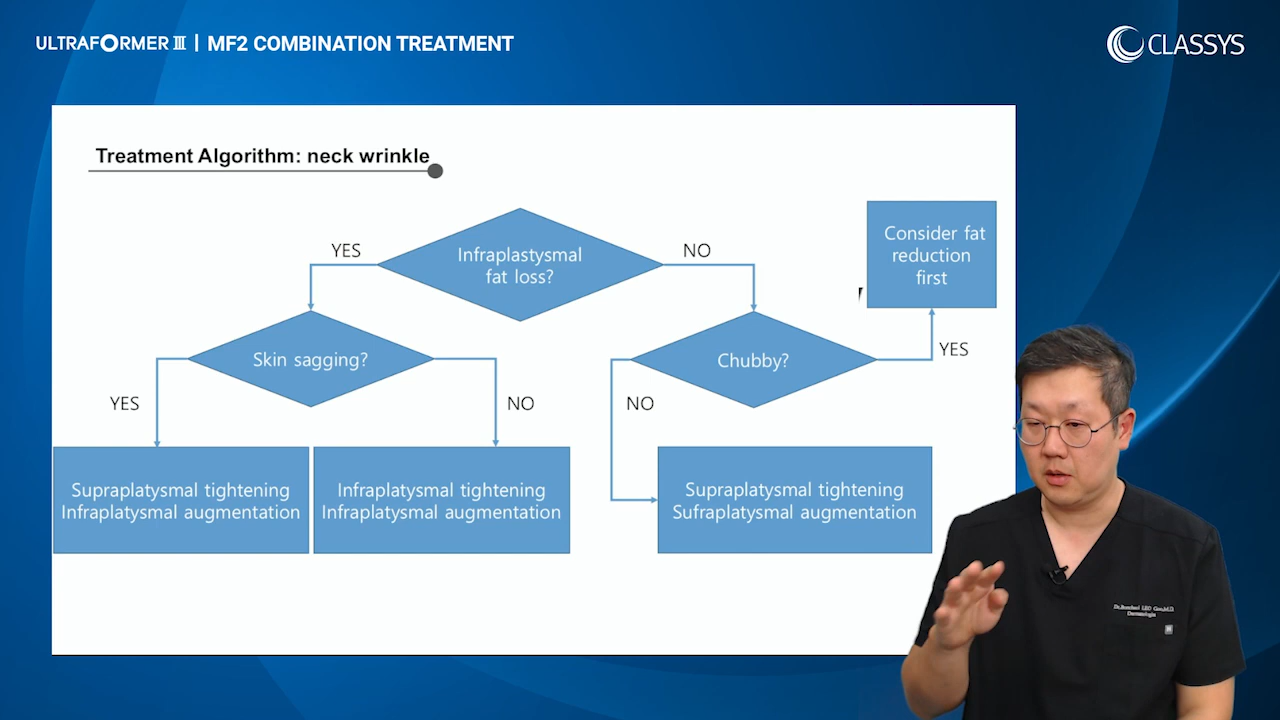 ULTRAFORMER III | MF2 COMBINATION TREATMENT
CLASSYS
Treatment Algorithm: neck wrinkle
Infraplastysmal
fat loss?
YES
NO
Consider fat
reduction
first
Skin sagging?
Chubby?
YES
YES
NO
NO
Supraplatysmal tightening
Infraplatysmal augmentation
Infraplatysmal tightening
Infraplatysmal augmentation
Supraplatysmal tightening
Sufraplatysmal augmentation